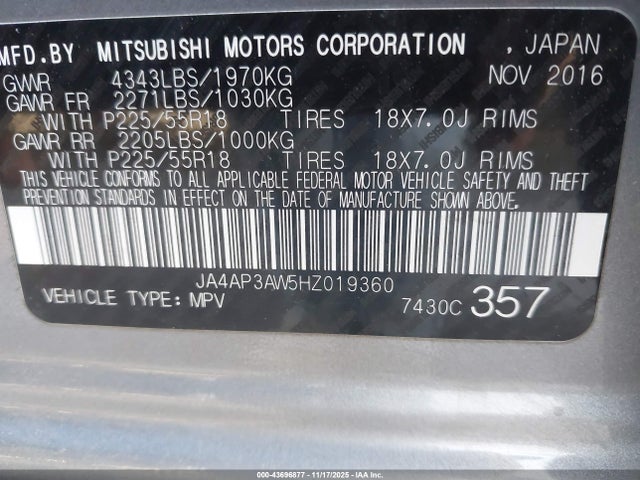 MFD.BY MITSUBISHI MOTORS CORPORATION , JAPAN
GVWR 4343LBS/1970KG NOV 2016
GAWR FR 2271LBS/1030KG
WITH P225/55R18 TIRES 18X7.0J RIMS
GAWR RR 2205LBS/1000KG
WITH P225/55R18 TIRES 18X7.0J RIMS
THIS VEHICLE CONFORMS TO ALL APPLICABLE FEDERAL MOTOR VEHICLE SAFETY AND THEFT
PREVENTION STANDARDS IN EFFECT ON THE DATE OF MANUFACTURE SHOWN ABOVE.
JA4AP3AW5HZ019360
VEHICLE TYPE: MPV 7430C 357
000-43696877 - 11/17/2025 - IAA Inc.